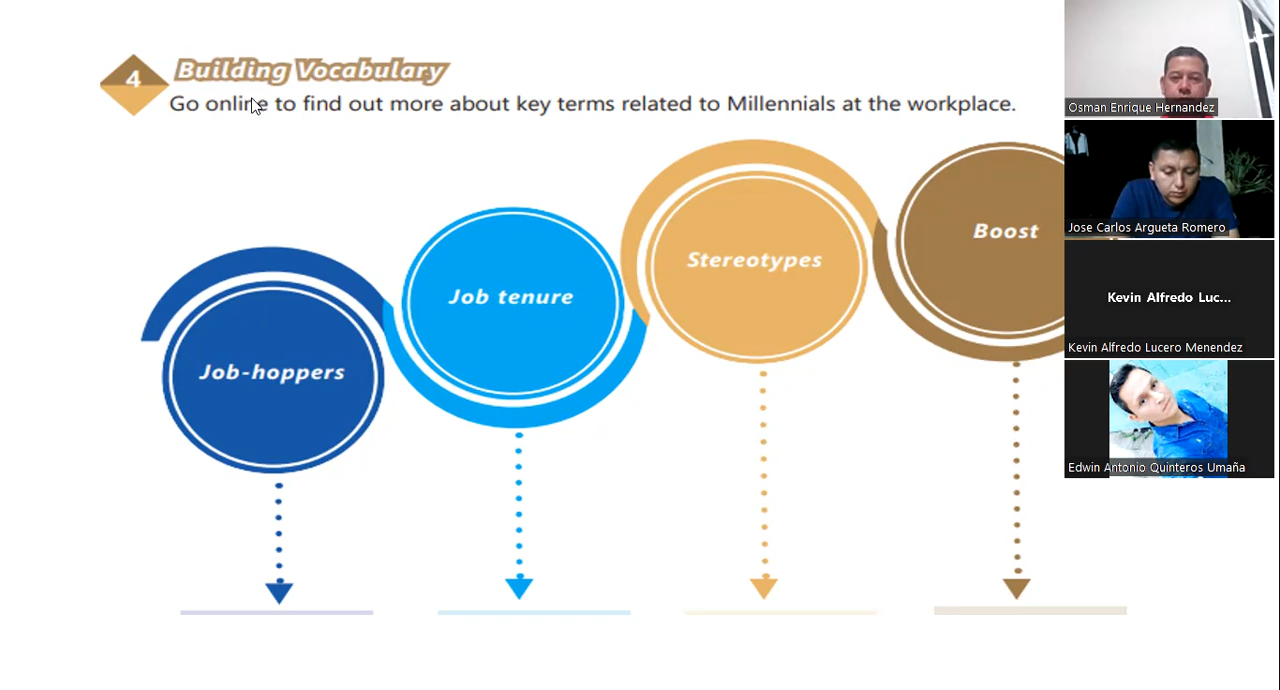 4
Building Vocabulary
Go online to find out more about key terms related to Millennials at the workplace.
Job-hoppers
Job tenure
Stereotypes
Boost
Osman Enrique Hernandez
Jose Carlos Argueta Romero
Kevin Alfredo Luc...
Kevin Alfredo Lucero Menendez
Edwin Antonio Quinteros Umaña